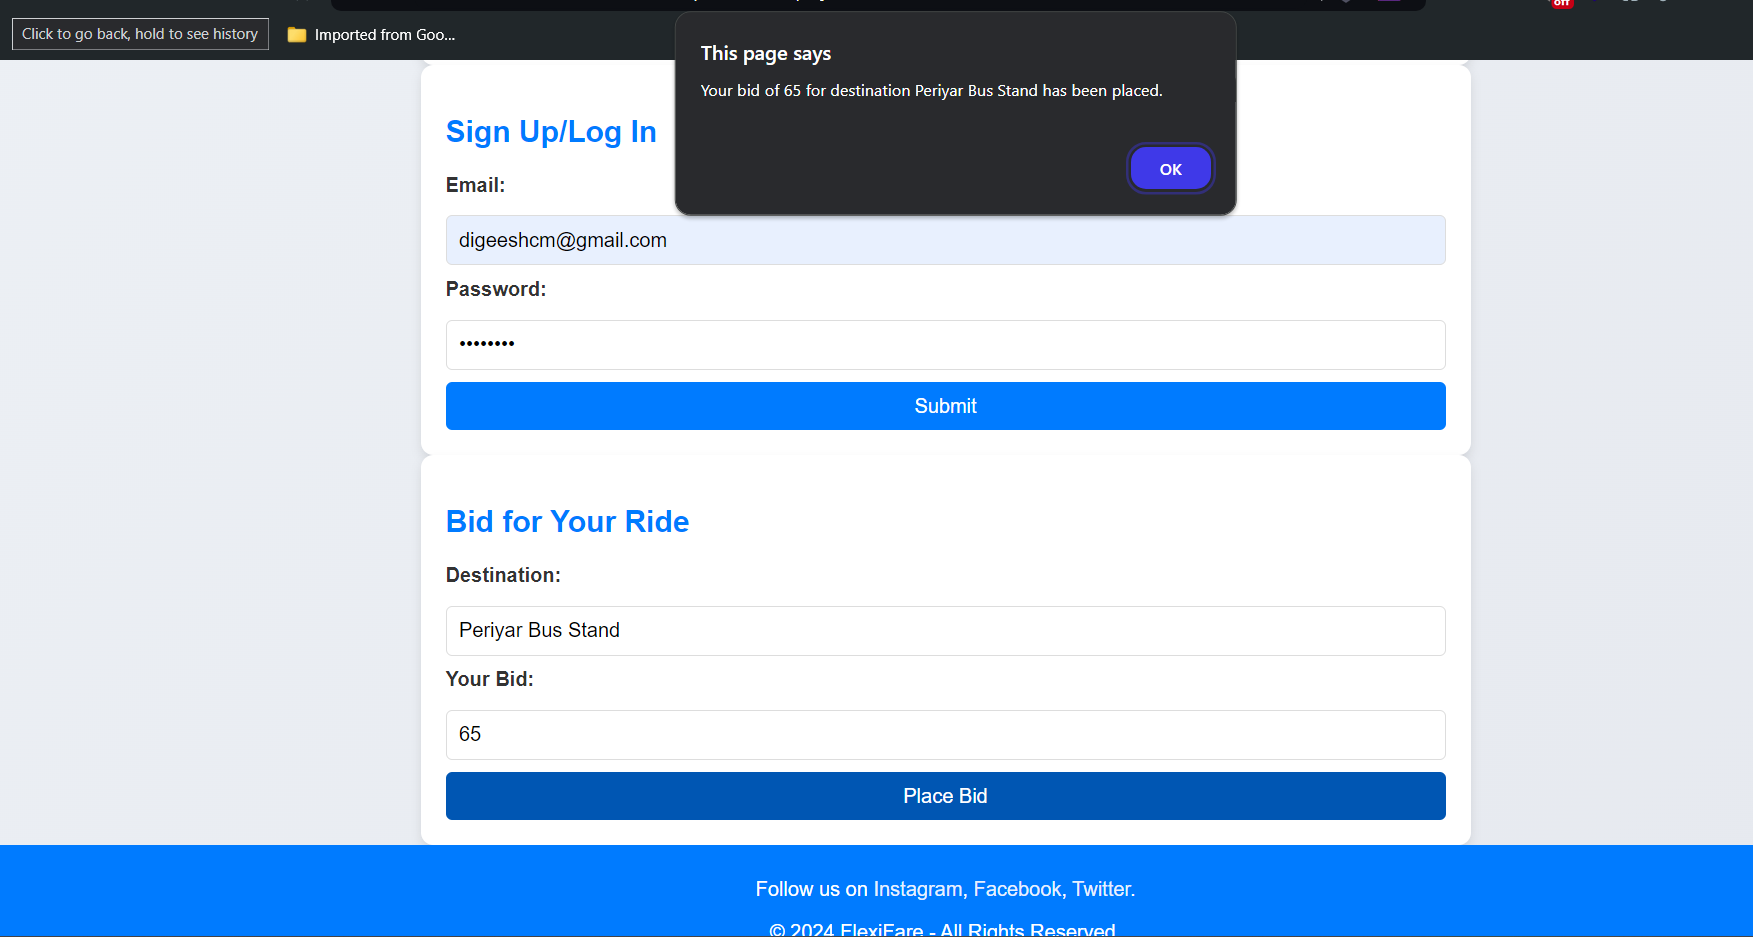 off
Click to go back, hold to see history
Imported from Goo...
This page says
Your bid of 65 for destination Periyar Bus Stand has been placed.
OK
Sign Up/Log In
Email:
digeeshcm@gmail.com
Password:
••••••••
Submit
Bid for Your Ride
Destination:
Periyar Bus Stand
Your Bid:
65
Place Bid
Follow us on Instagram, Facebook, Twitter.
© 2024 FlexiFare - All Rights Reserved